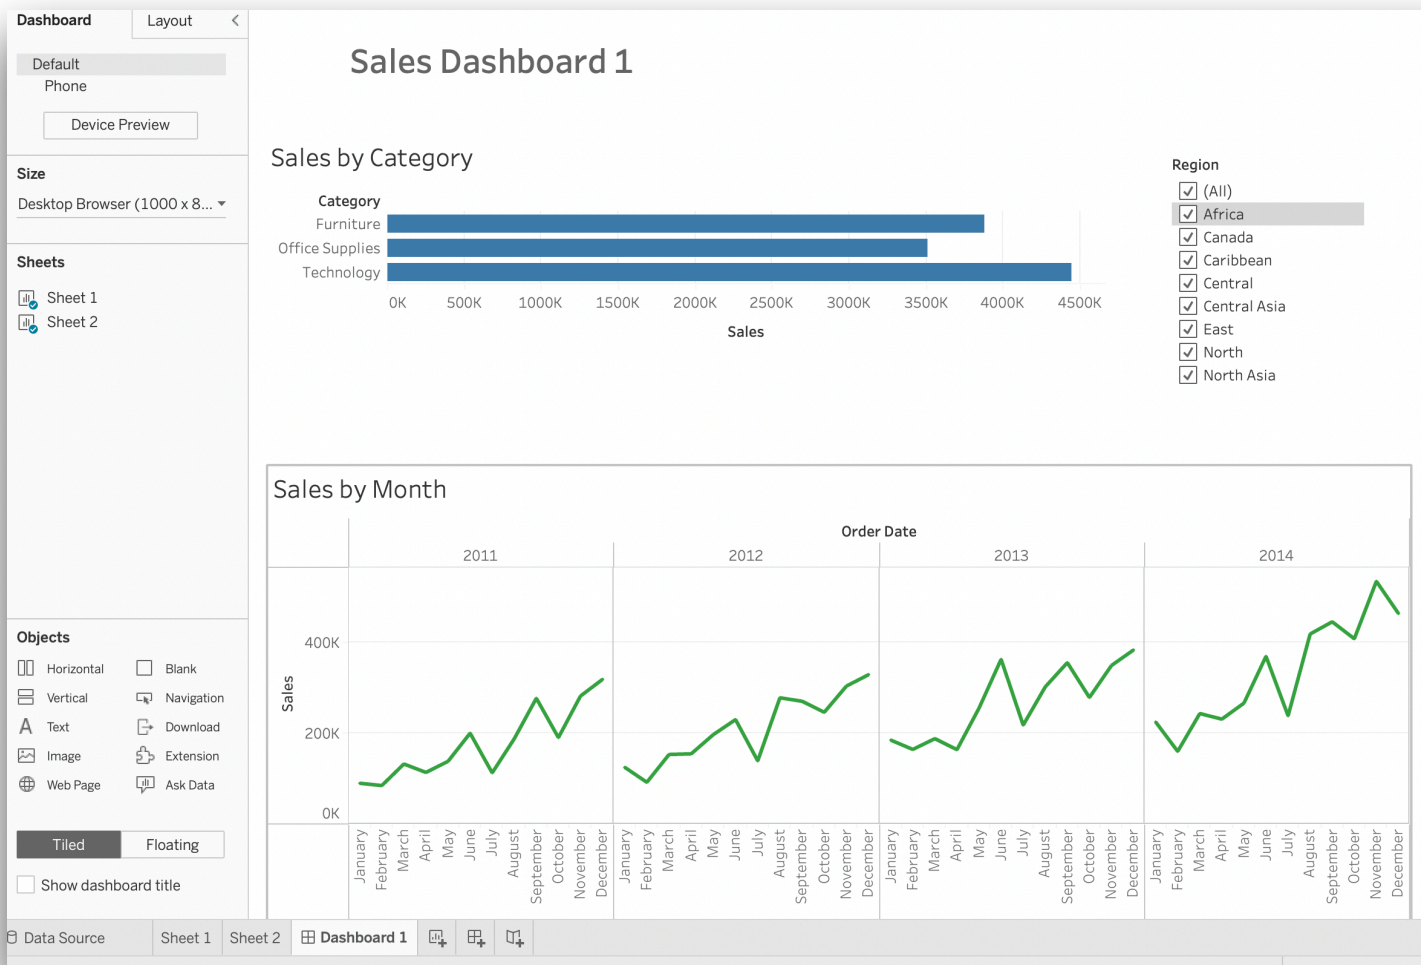 Dashboard
Layout
Default
Phone
Device Preview
Size
Desktop Browser (1000 x 8...
Sheets
Sheet 1
Sheet 2
Objects
Horizontal
Blank
Vertical
Navigation
Text
Download
Image
Extension
Web Page
Ask Data
Tiled
Floating
Show dashboard title
Sales Dashboard 1
Sales by Category
Category
Furniture
Office Supplies
Technology
0K 500K 1000K 1500K 2000K 2500K 3000K 3500K 4000K 4500K
Sales
Region
(All)
Africa
Canada
Caribbean
Central
Central Asia
East
North
North Asia
Sales by Month
Order Date
2011 2012 2013 2014
Sales
400K
200K
0K
January
February
March
April
May
June
July
August
September
October
November
December
January
February
March
April
May
June
July
August
September
October
November
December
January
February
March
April
May
June
July
August
September
October
November
December
January
February
March
April
May
June
July
August
September
October
November
December
Data Source
Sheet 1
Sheet 2
Dashboard 1